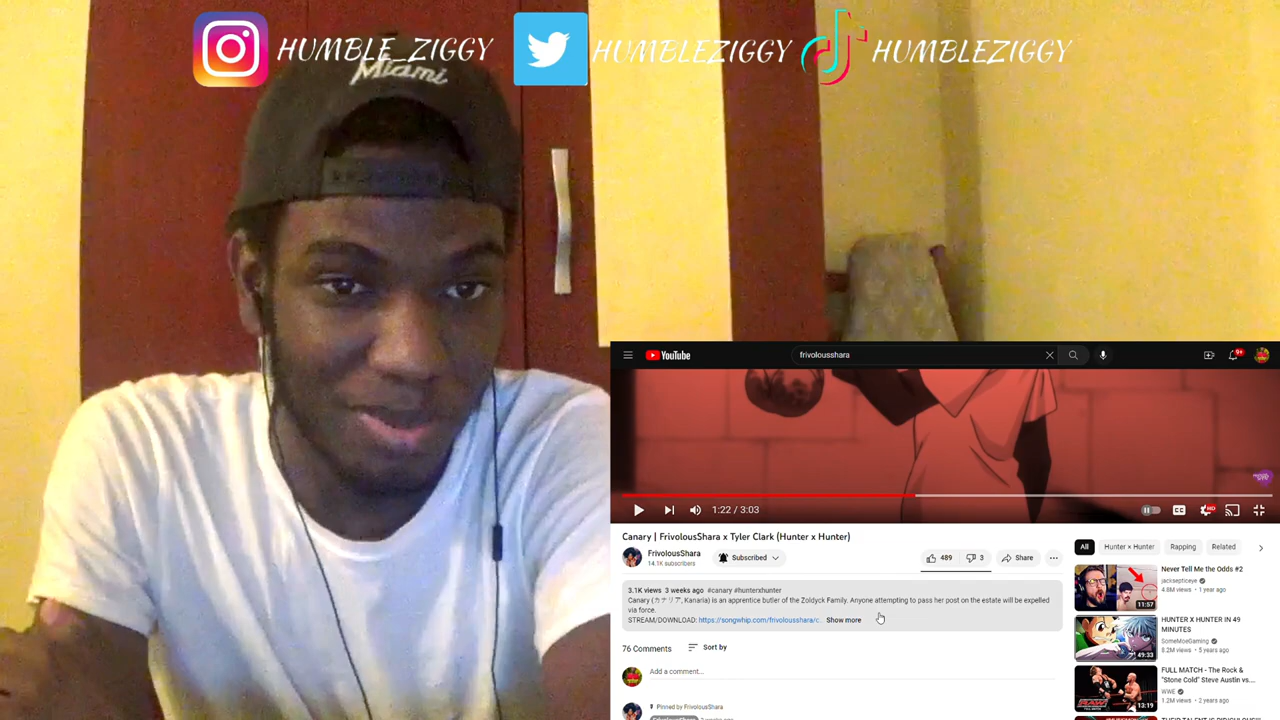 HUMBLE_ZIGGY
HUMBLEZIGGY
HUMBLEZIGGY
Miami
YouTube
frivolousshara
9+
1:22 / 3:03
CC
HD
Canary | FrivolousShara x Tyler Clark (Hunter x Hunter)
FrivolousShara
14.1K subscribers
Subscribed
489
3
Share
3.1K views 3 weeks ago #canary #hunterxhunter
Canary (カナリア, Kanaria) is an apprentice butler of the Zoldyck Family. Anyone attempting to pass her post on the estate will be expelled
via force.
STREAM/DOWNLOAD: https://songwhip.com/frivolousshara/c... Show more
76 Comments
Sort by
Add a comment...
Pinned by FrivolousShara
All
Hunter × Hunter
Rapping
Related
Never Tell Me the Odds #2
jacksepticeye
4.8M views • 1 year ago
11:57
HUNTER X HUNTER IN 49
MINUTES
SomeMoeGaming
8.2M views • 5 years ago
49:33
FULL MATCH - The Rock &
"Stone Cold" Steve Austin vs....
WWE
1.2M views • 2 years ago
13:19